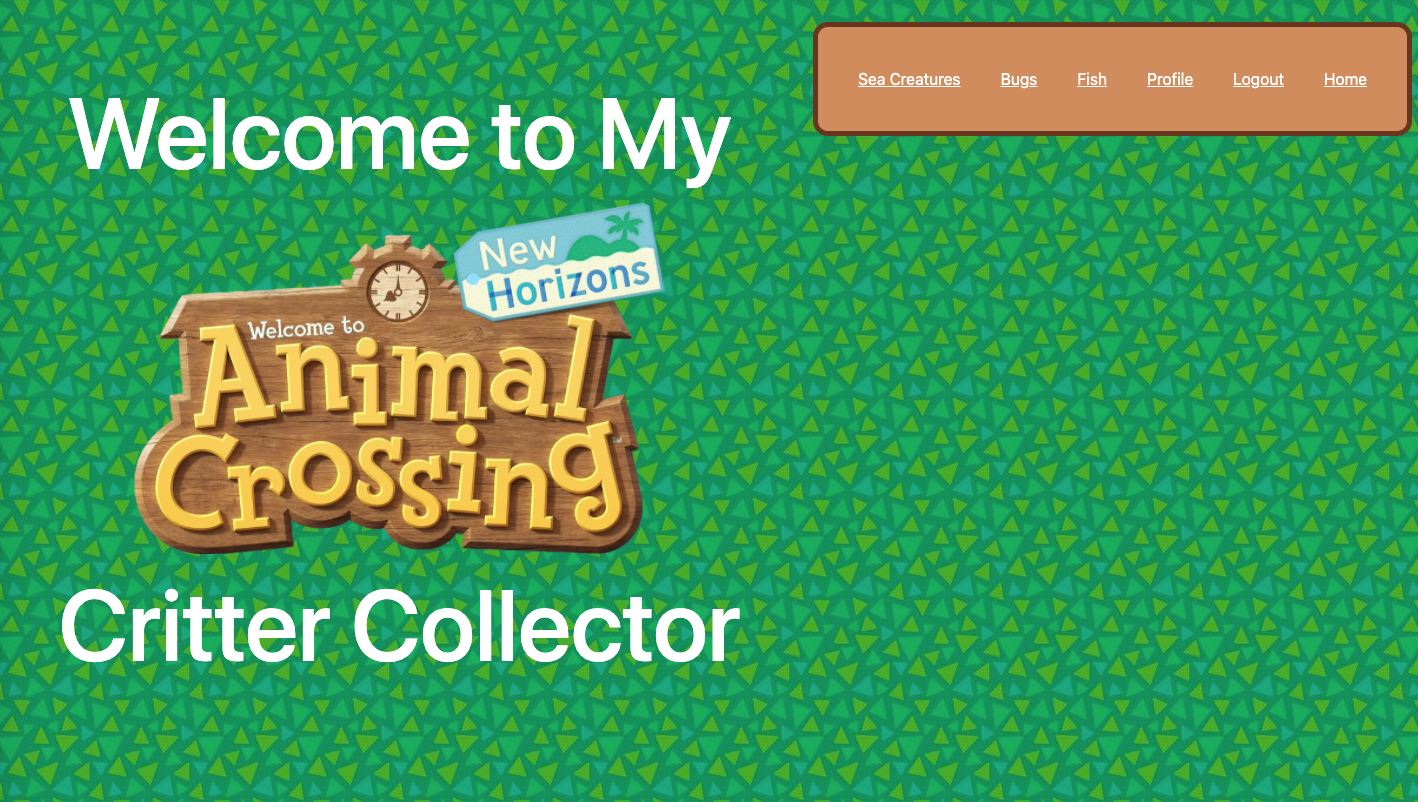 Sea Creatures Bugs Fish Profile Logout Home
Welcome to My
New
Horizons
Welcome to
Animal
Crossing
Critter Collector